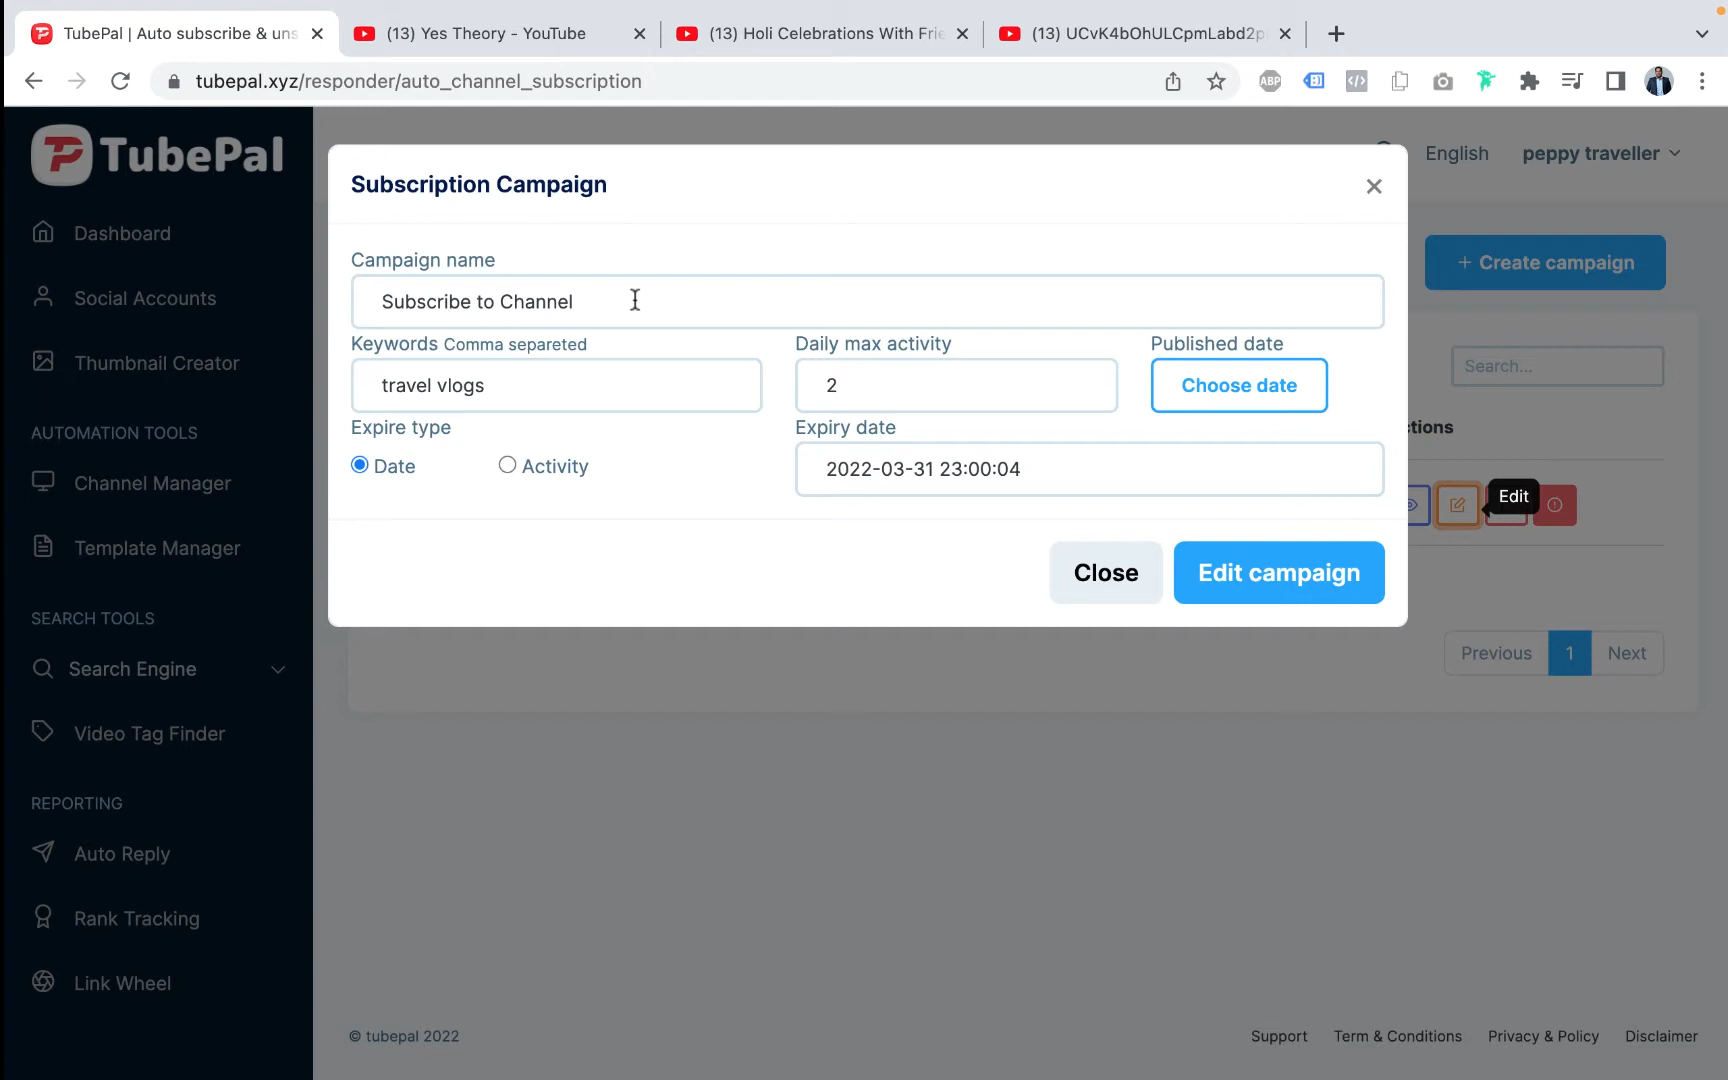 TubePal | Auto subscribe & uns
(13) Yes Theory - YouTube
(13) Holi Celebrations With Frie
(13) UCvK4bOhULCpmLabd2p
tubepal.xyz/responder/auto_channel_subscription
ABP
TubePal
English
peppy traveller
Dashboard
Social Accounts
Thumbnail Creator
AUTOMATION TOOLS
Channel Manager
Template Manager
SEARCH TOOLS
Search Engine
Video Tag Finder
REPORTING
Auto Reply
Rank Tracking
Link Wheel
Subscription Campaign
Campaign name
Subscribe to Channel
Keywords Comma separeted
Daily max activity
Published date
travel vlogs
2
Choose date
Expire type
Expiry date
Date
Activity
2022-03-31 23:00:04
Close
Edit campaign
+ Create campaign
Search...
ctions
Edit
Previous
1
Next
© tubepal 2022
Support
Term & Conditions
Privacy & Policy
Disclaimer